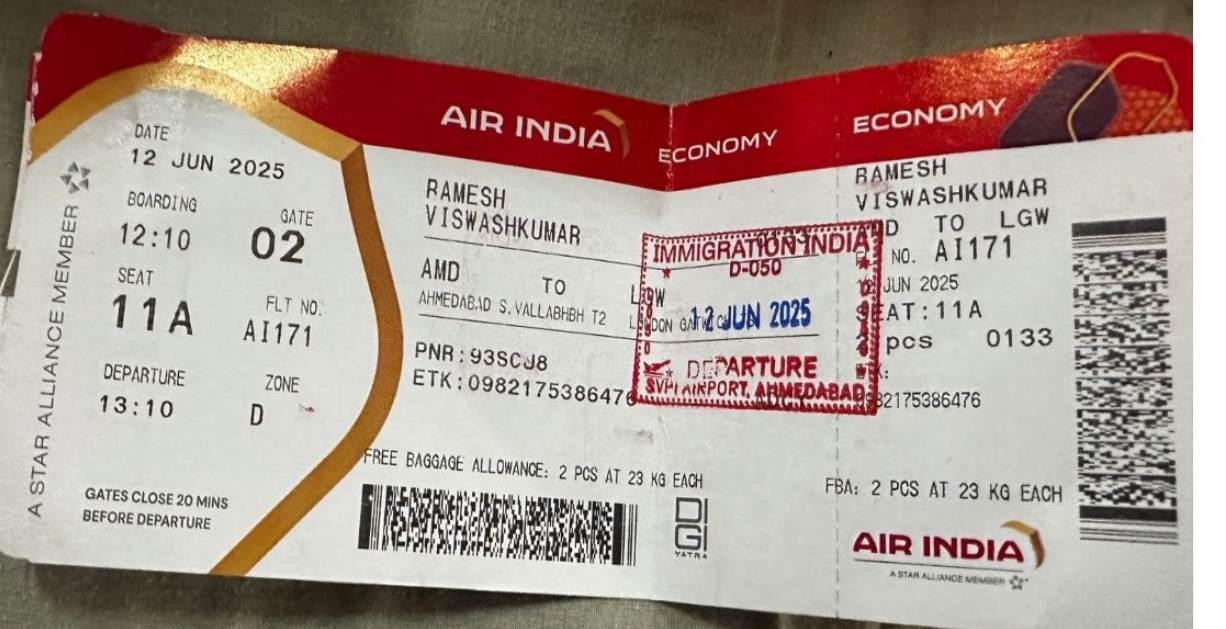 A STAR ALLIANCE MEMBER
DATE
12 JUN 2025
BOARDING
12:10
GATE
02
SEAT
11A
FLT NO.
AI171
DEPARTURE
13:10
ZONE
D
GATES CLOSE 20 MINS
BEFORE DEPARTURE
AIR INDIA
ECONOMY
RAMESH
VISWASHKUMAR
AMD TO
AHMEDABAD S.VALLABHBH T2
PNR:93SCJ8
ETK:0982175386476
FREE BAGGAGE ALLOWANCE: 2 PCS AT 23 KG EACH
DIGI
YATRA
IMMIGRATION INDIA
D-050
12 JUN 2025
DEPARTURE
SVPI AIRPORT, AHMEDABAD
ECONOMY
RAMESH
VISWASHKUMAR
TO LGW
NO. AI171
JUN 2025
SEAT:11A
pcs 0133
FBA: 2 PCS AT 23 KG EACH
AIR INDIA
A STAR ALLIANCE MEMBER